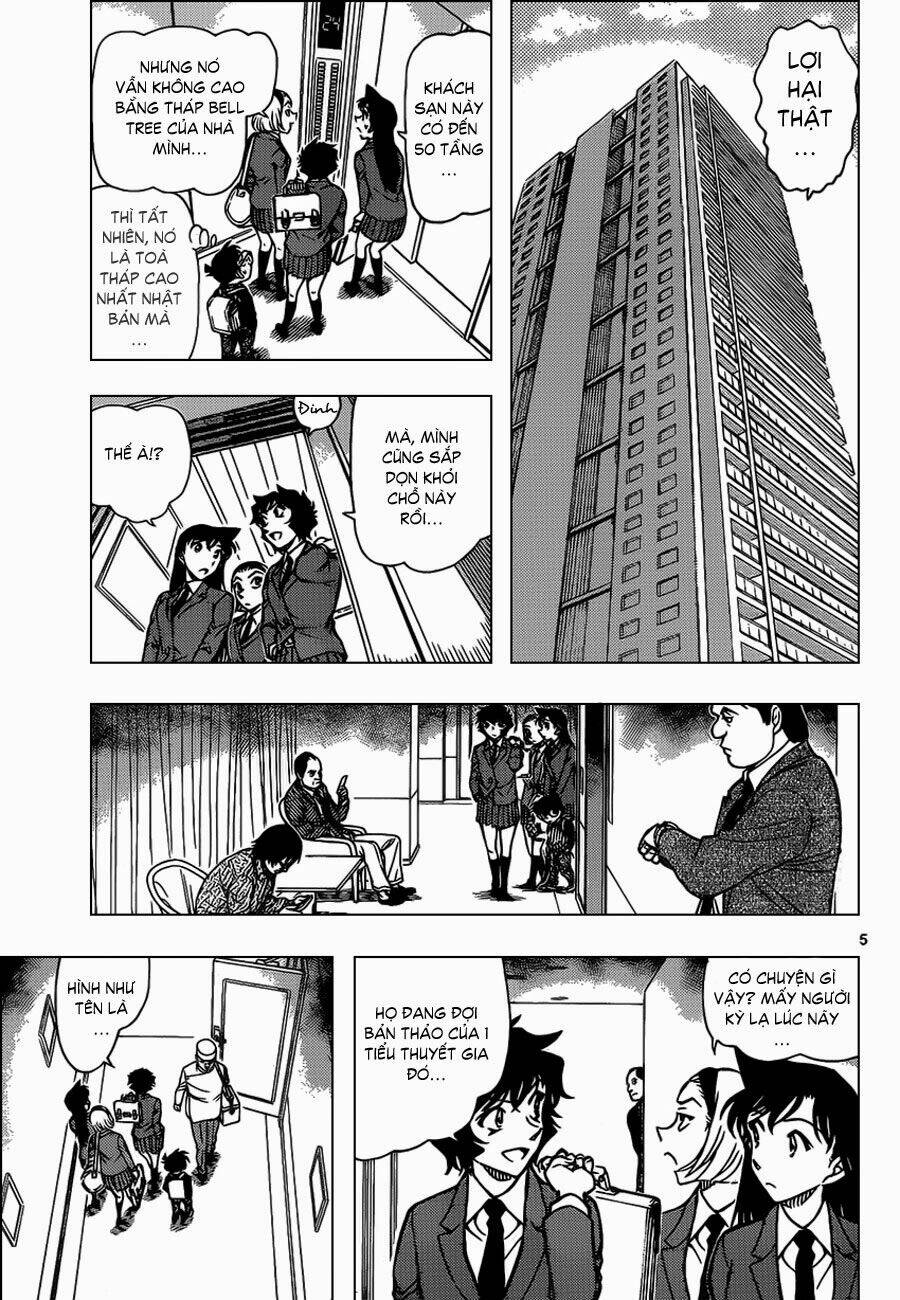 LỢI
HẠI
THẬT
...
24
KHÁCH
SẠN NÀY
CÓ ĐẾN
50 TẦNG
...
NHƯNG NÓ
VẪN KHÔNG CAO
BẰNG THÁP BELL
TREE CỦA NHÀ
MÌNH...
THÌ TẤT
NHIÊN, NÓ
LÀ TOÀ
THÁP CAO
NHẤT NHẬT
BẢN MÀ
...
MÀ, MÌNH
CŨNG SẮP
DỌN KHỎI
CHỖ NÀY
RỒI...
Đinh
THẾ À!?
5
CÓ CHUYỆN GÌ
VẬY? MẤY NGƯỜI
KỲ LẠ LÚC NÀY
...
HỌ ĐANG ĐỢI
BẢN THẢO CỦA 1
TIỂU THUYẾT GIA
ĐÓ...
HÌNH NHƯ
TÊN LÀ
...